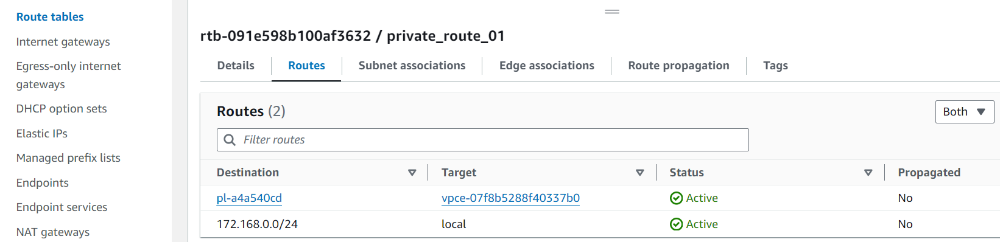 Route tables
Internet gateways
Egress-only internet
gateways
DHCP option sets
Elastic IPs
Managed prefix lists
Endpoints
Endpoint services
NAT gateways
rtb-091e598b100af3632 / private_route_01
Details Routes Subnet associations Edge associations Route propagation Tags
Routes (2)
Both
Filter routes
Destination Target Status Propagated
pl-a4a540cd vpce-07f8b5288f40337b0 Active No
172.168.0.0/24 local Active No